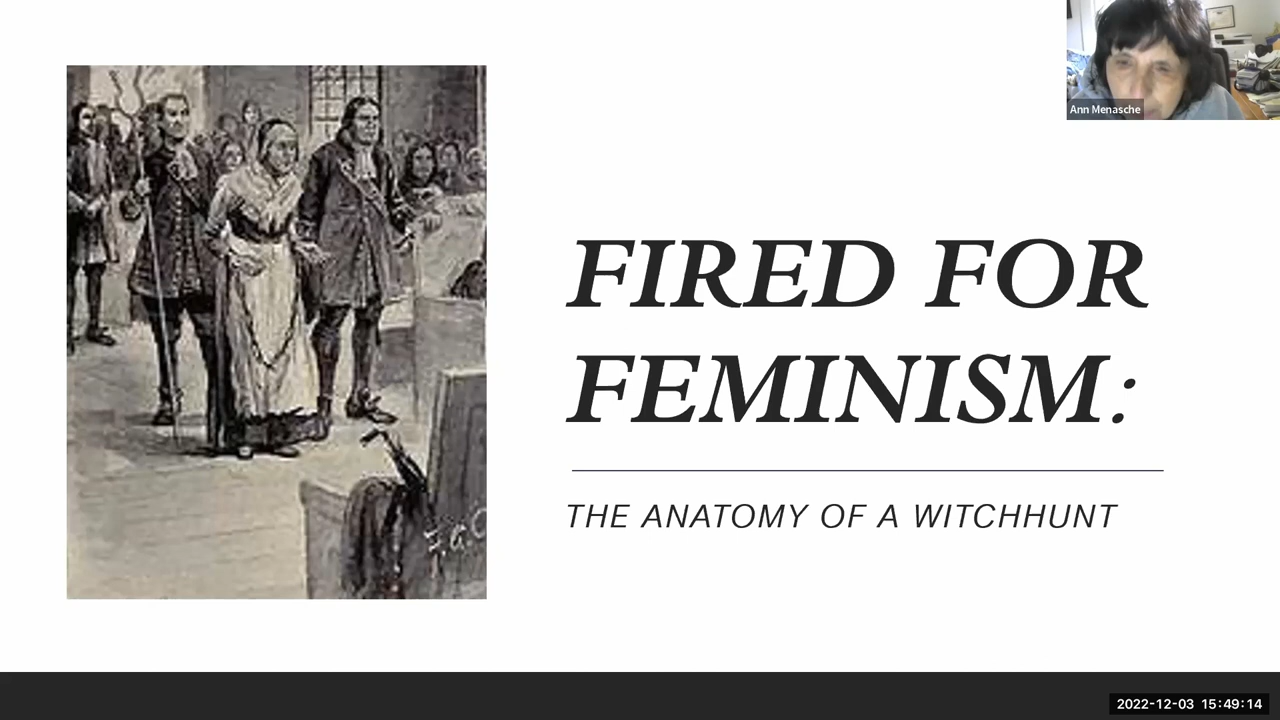 Ann Menasche
FIRED FOR
FEMINISM:
THE ANATOMY OF A WITCHHUNT
2022-12-03 15:49:14